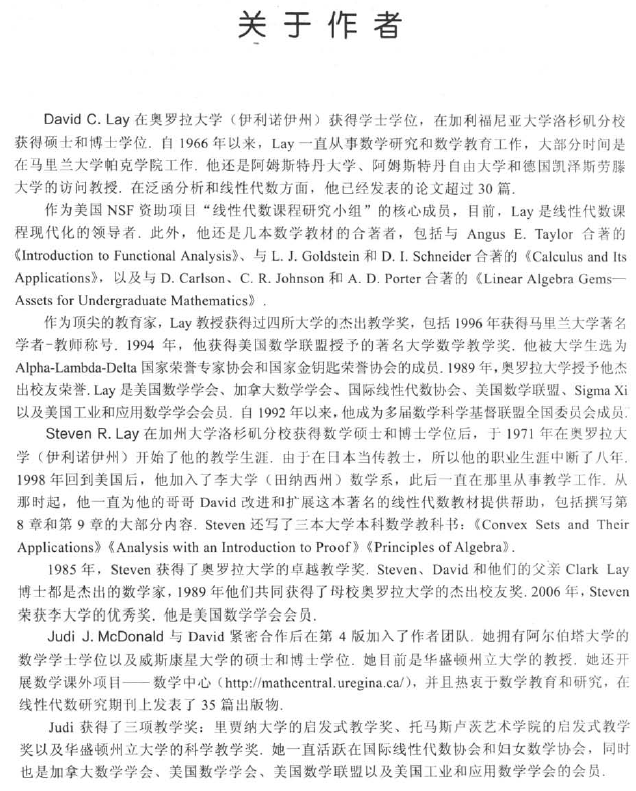 关于作者
David C. Lay 在奥罗拉大学（伊利诺伊州）获得学士学位，在加利福尼亚大学洛杉矶分校
获得硕士和博士学位. 自 1966 年以来，Lay 一直从事数学研究和数学教育工作，大部分时间是
在马里兰大学帕克学院工作. 他还是阿姆斯特丹大学、阿姆斯特丹自由大学和德国凯泽斯劳滕
大学的访问教授. 在泛函分析和线性代数方面，他已经发表的论文超过 30 篇.
作为美国 NSF 资助项目“线性代数课程研究小组”的核心成员，目前，Lay 是线性代数课
程现代化的领导者. 此外，他还是几本数学教材的合著者，包括与 Angus E. Taylor 合著的
《Introduction to Functional Analysis》、与 L. J. Goldstein 和 D. I. Schneider 合著的《Calculus and Its
Applications》，以及与 D. Carlson、C. R. Johnson 和 A. D. Porter 合著的《Linear Algebra Gems—
Assets for Undergraduate Mathematics》.
作为顶尖的教育家，Lay 教授获得过四所大学的杰出教学奖，包括 1996 年获得马里兰大学著名
学者-教师称号. 1994 年，他获得美国数学联盟授予的著名大学数学教学奖. 他被大学生选为
Alpha-Lambda-Delta 国家荣誉专家协会和国家金钥匙荣誉协会的成员. 1989 年，奥罗拉大学授予他杰
出校友荣誉. Lay 是美国数学学会、加拿大数学学会、国际线性代数协会、美国数学联盟、Sigma Xi
以及美国工业和应用数学学会会员. 自 1992 年以来，他成为多届数学科学基督联盟全国委员会成员.
Steven R. Lay 在加州大学洛杉矶分校获得数学硕士和博士学位后，于 1971 年在奥罗拉大
学（伊利诺伊州）开始了他的教学生涯. 由于在日本当传教士，所以他的职业生涯中断了八年.
1998 年回到美国后，他加入了李大学（田纳西州）数学系，此后一直在那里从事教学工作. 从
那时起，他一直为他的哥哥 David 改进和扩展这本著名的线性代数教材提供帮助，包括撰写第
8 章和第 9 章的大部分内容. Steven 还写了三本大学本科数学教科书：《Convex Sets and Their
Applications》《Analysis with an Introduction to Proof》《Principles of Algebra》.
1985 年，Steven 获得了奥罗拉大学的卓越教学奖. Steven、David 和他们的父亲 Clark Lay
博士都是杰出的数学家，1989 年他们共同获得了母校奥罗拉大学的杰出校友奖. 2006 年，Steven
荣获李大学的优秀奖. 他是美国数学学会会员.
Judi J. McDonald 与 David 紧密合作后在第 4 版加入了作者团队. 她拥有阿尔伯塔大学的
数学学士学位以及威斯康星大学的硕士和博士学位. 她目前是华盛顿州立大学的教授. 她还开
展数学课外项目——数学中心（http://mathcentral.uregina.ca/），并且热衷于数学教育和研究，在
线性代数研究期刊上发表了 35 篇出版物.
Judi 获得了三项教学奖：里贾纳大学的启发式教学奖、托马斯卢茨艺术学院的启发式教学
奖以及华盛顿州立大学的科学教学奖. 她一直活跃在国际线性代数协会和妇女数学协会，同时
也是加拿大数学学会、美国数学学会、美国数学联盟以及美国工业和应用数学学会的会员.